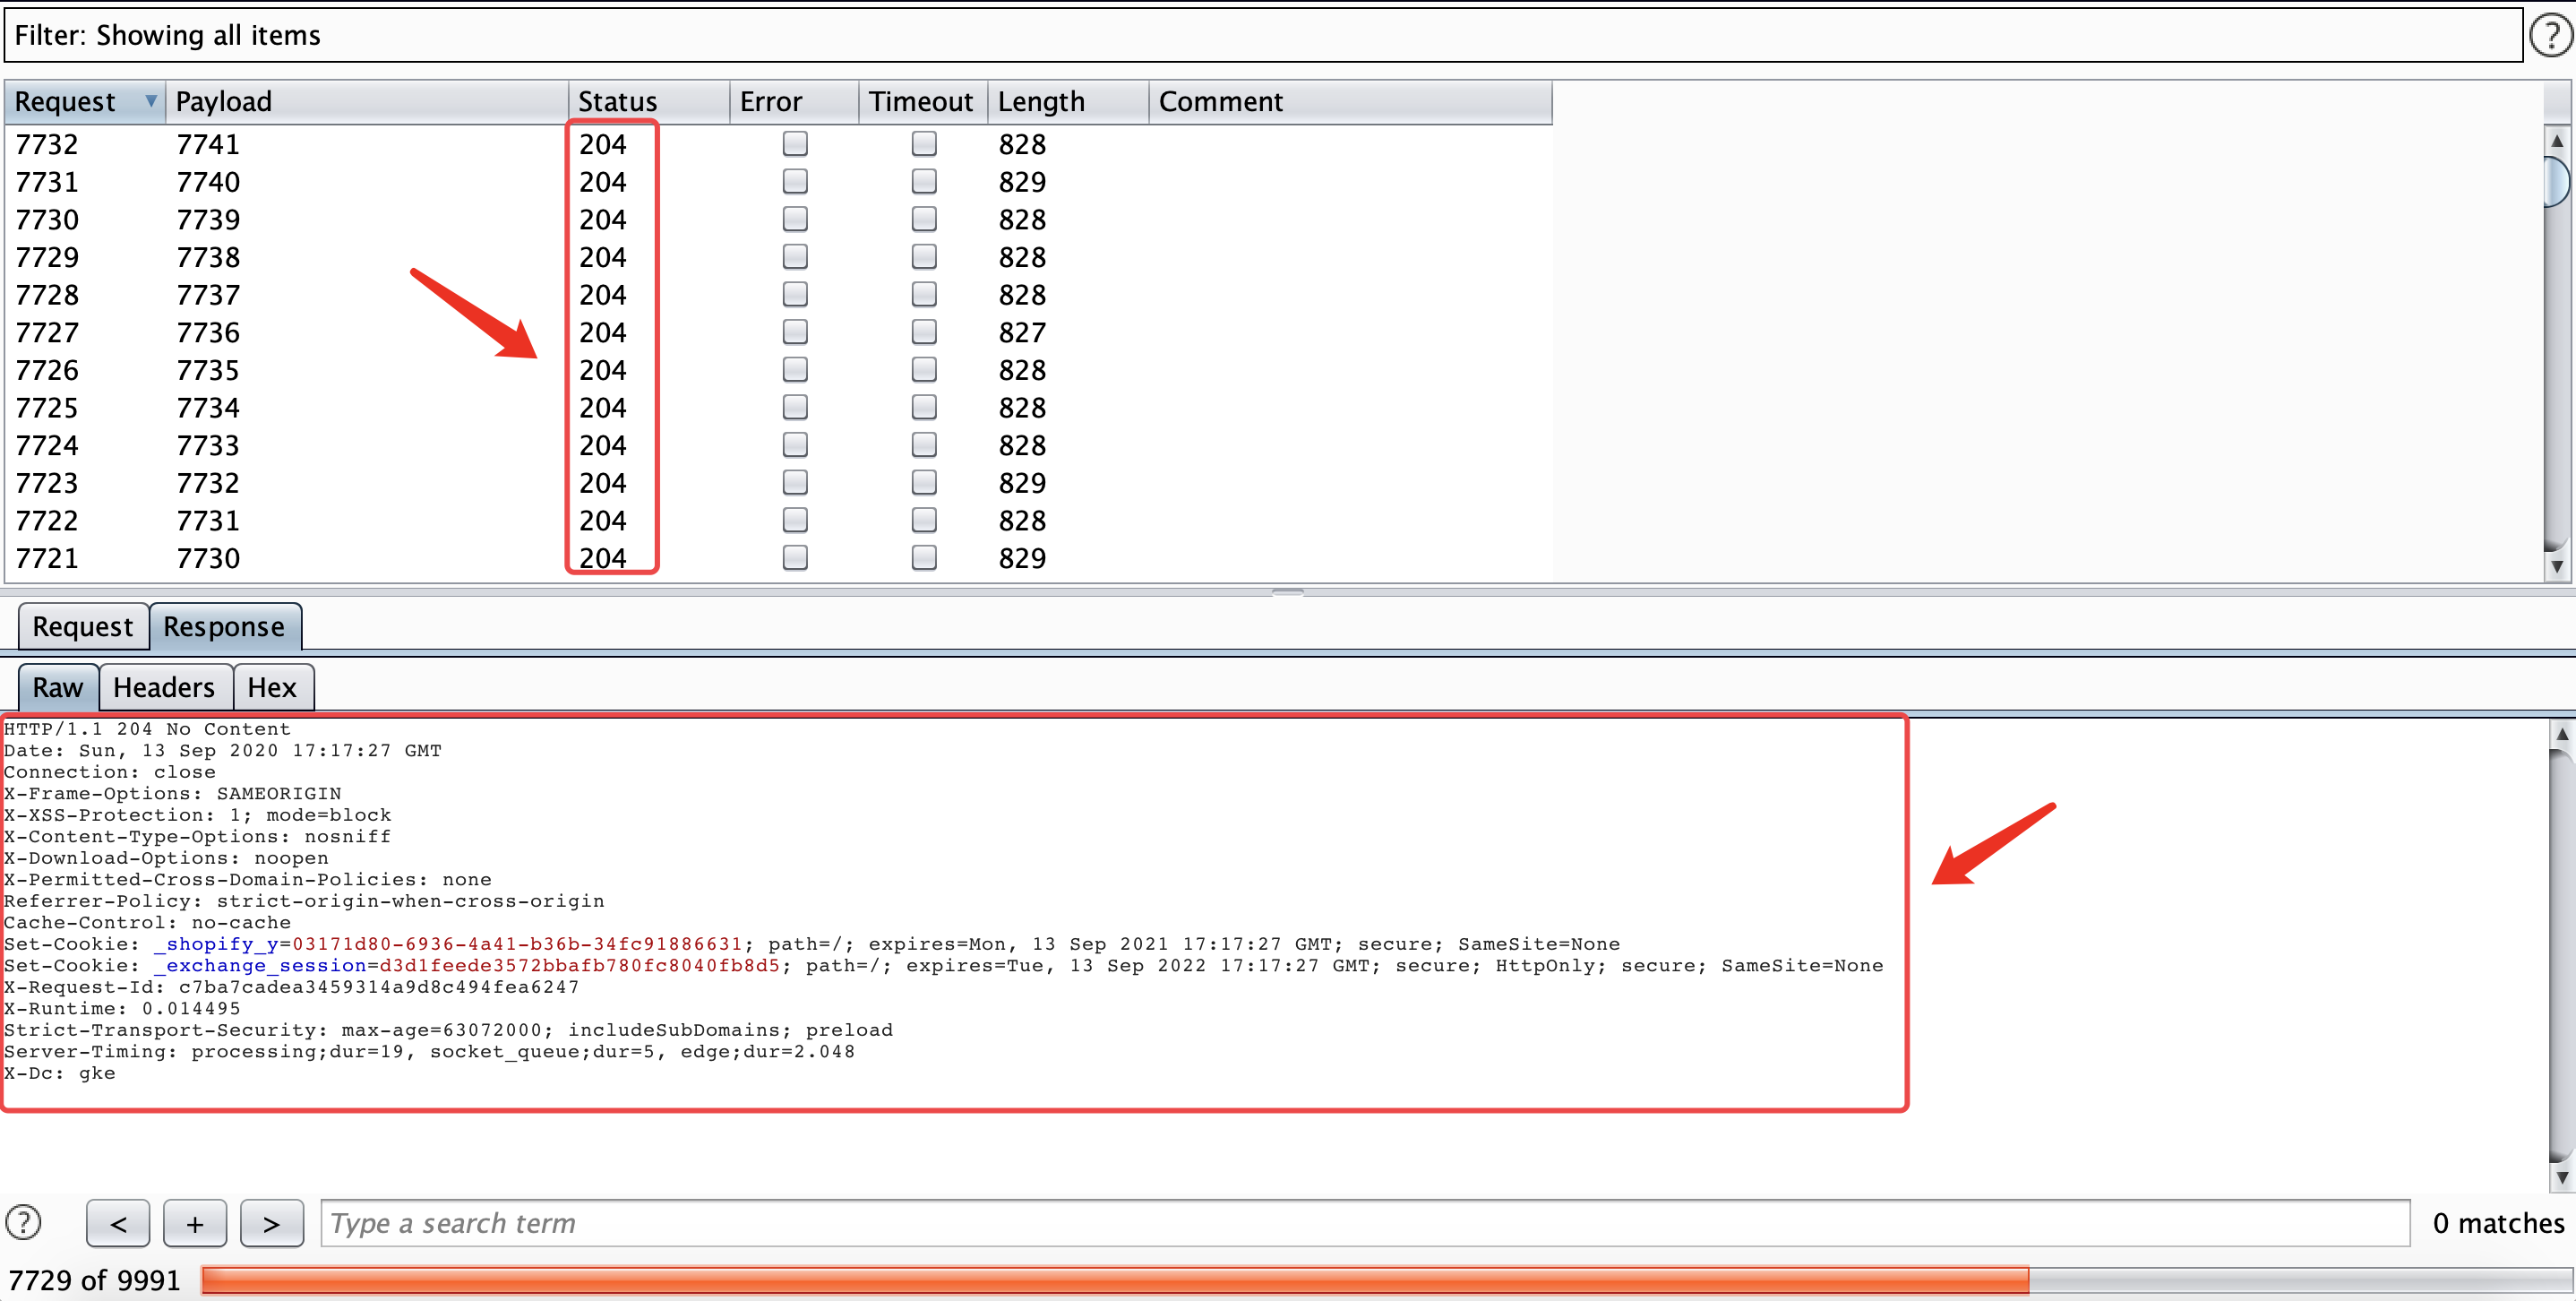 Filter: Showing all items
?
Request Payload Status Error Timeout Length Comment
7732 7741 204 828
7731 7740 204 829
7730 7739 204 828
7729 7738 204 828
7728 7737 204 828
7727 7736 204 827
7726 7735 204 828
7725 7734 204 828
7724 7733 204 828
7723 7732 204 829
7722 7731 204 828
7721 7730 204 829
Request Response
Raw Headers Hex
HTTP/1.1 204 No Content
Date: Sun, 13 Sep 2020 17:17:27 GMT
Connection: close
X-Frame-Options: SAMEORIGIN
X-XSS-Protection: 1; mode=block
X-Content-Type-Options: nosniff
X-Download-Options: noopen
X-Permitted-Cross-Domain-Policies: none
Referrer-Policy: strict-origin-when-cross-origin
Cache-Control: no-cache
Set-Cookie: _shopify_y=03171d80-6936-4a41-b36b-34fc91886631; path=/; expires=Mon, 13 Sep 2021 17:17:27 GMT; secure; SameSite=None
Set-Cookie: _exchange_session=d3d1feede3572bbafb780fc8040fb8d5; path=/; expires=Tue, 13 Sep 2022 17:17:27 GMT; secure; HttpOnly; secure; SameSite=None
X-Request-Id: c7ba7cadea3459314a9d8c494fea6247
X-Runtime: 0.014495
Strict-Transport-Security: max-age=63072000; includeSubDomains; preload
Server-Timing: processing;dur=19, socket_queue;dur=5, edge;dur=2.048
X-Dc: gke
? < + > Type a search term 0 matches
7729 of 9991